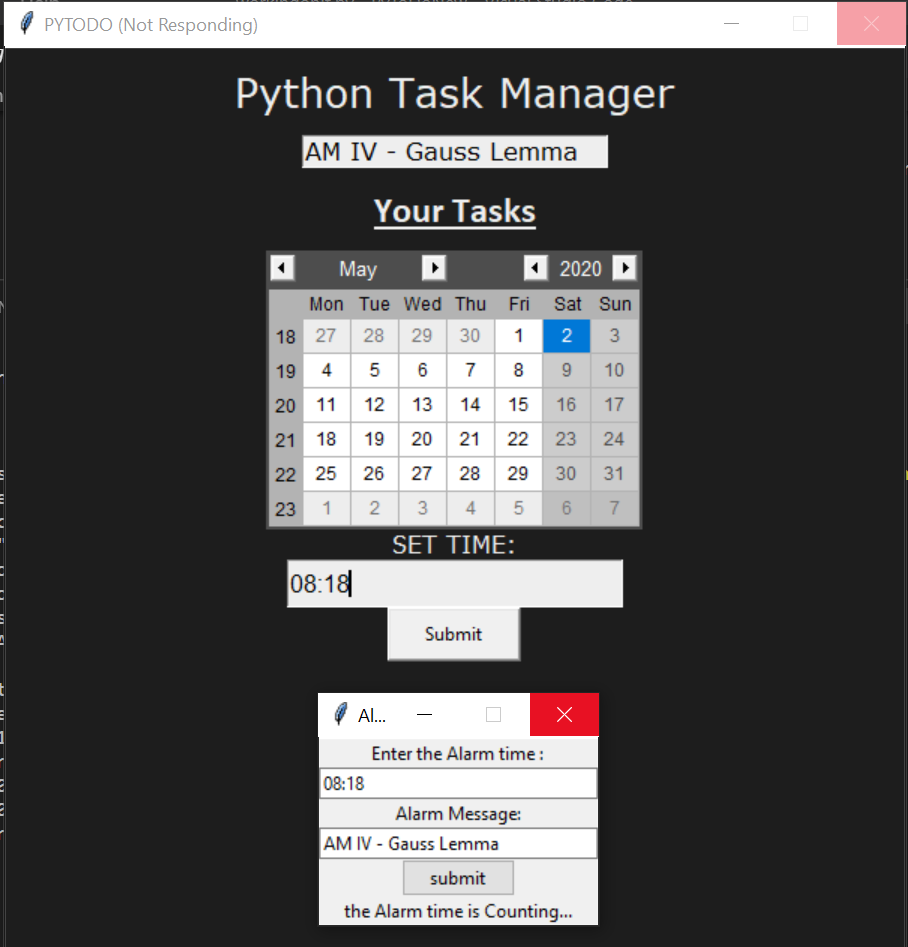 PYTODO (Not Responding)
Python Task Manager
AM IV - Gauss Lemma
Your Tasks
May 2020
Mon Tue Wed Thu Fri Sat Sun
18 27 28 29 30 1 2 3
19 4 5 6 7 8 9 10
20 11 12 13 14 15 16 17
21 18 19 20 21 22 23 24
22 25 26 27 28 29 30 31
23 1 2 3 4 5 6 7
SET TIME:
08:18
Submit
Al...
Enter the Alarm time :
08:18
Alarm Message:
AM IV - Gauss Lemma
submit
the Alarm time is Counting...